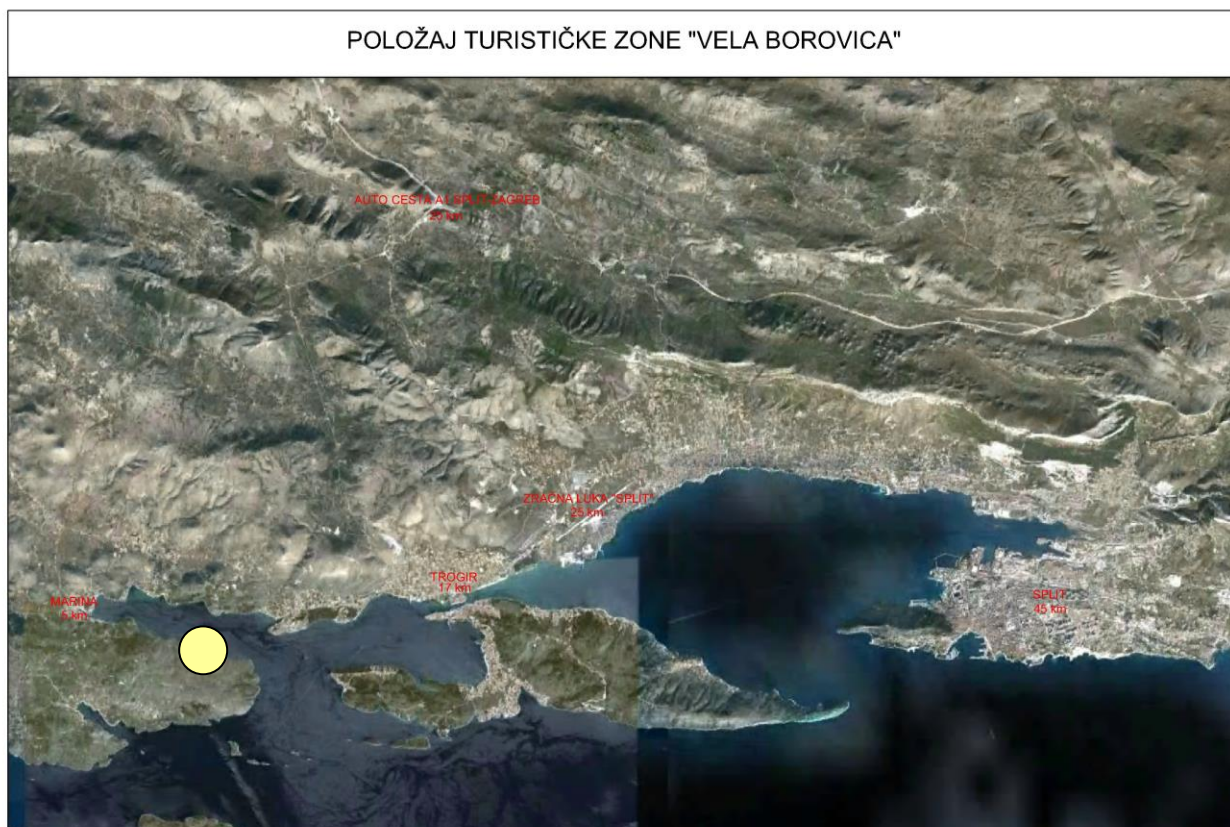 POLOŽAJ TURISTIČKE ZONE "VELA BOROVICA"
AUTO CESTA A1 SPLIT-ZAGREB
25 km
ZRAČNA LUKA "SPLIT"
25 km
TROGIR
17 km
MARINA
5 km
SPLIT
45 km